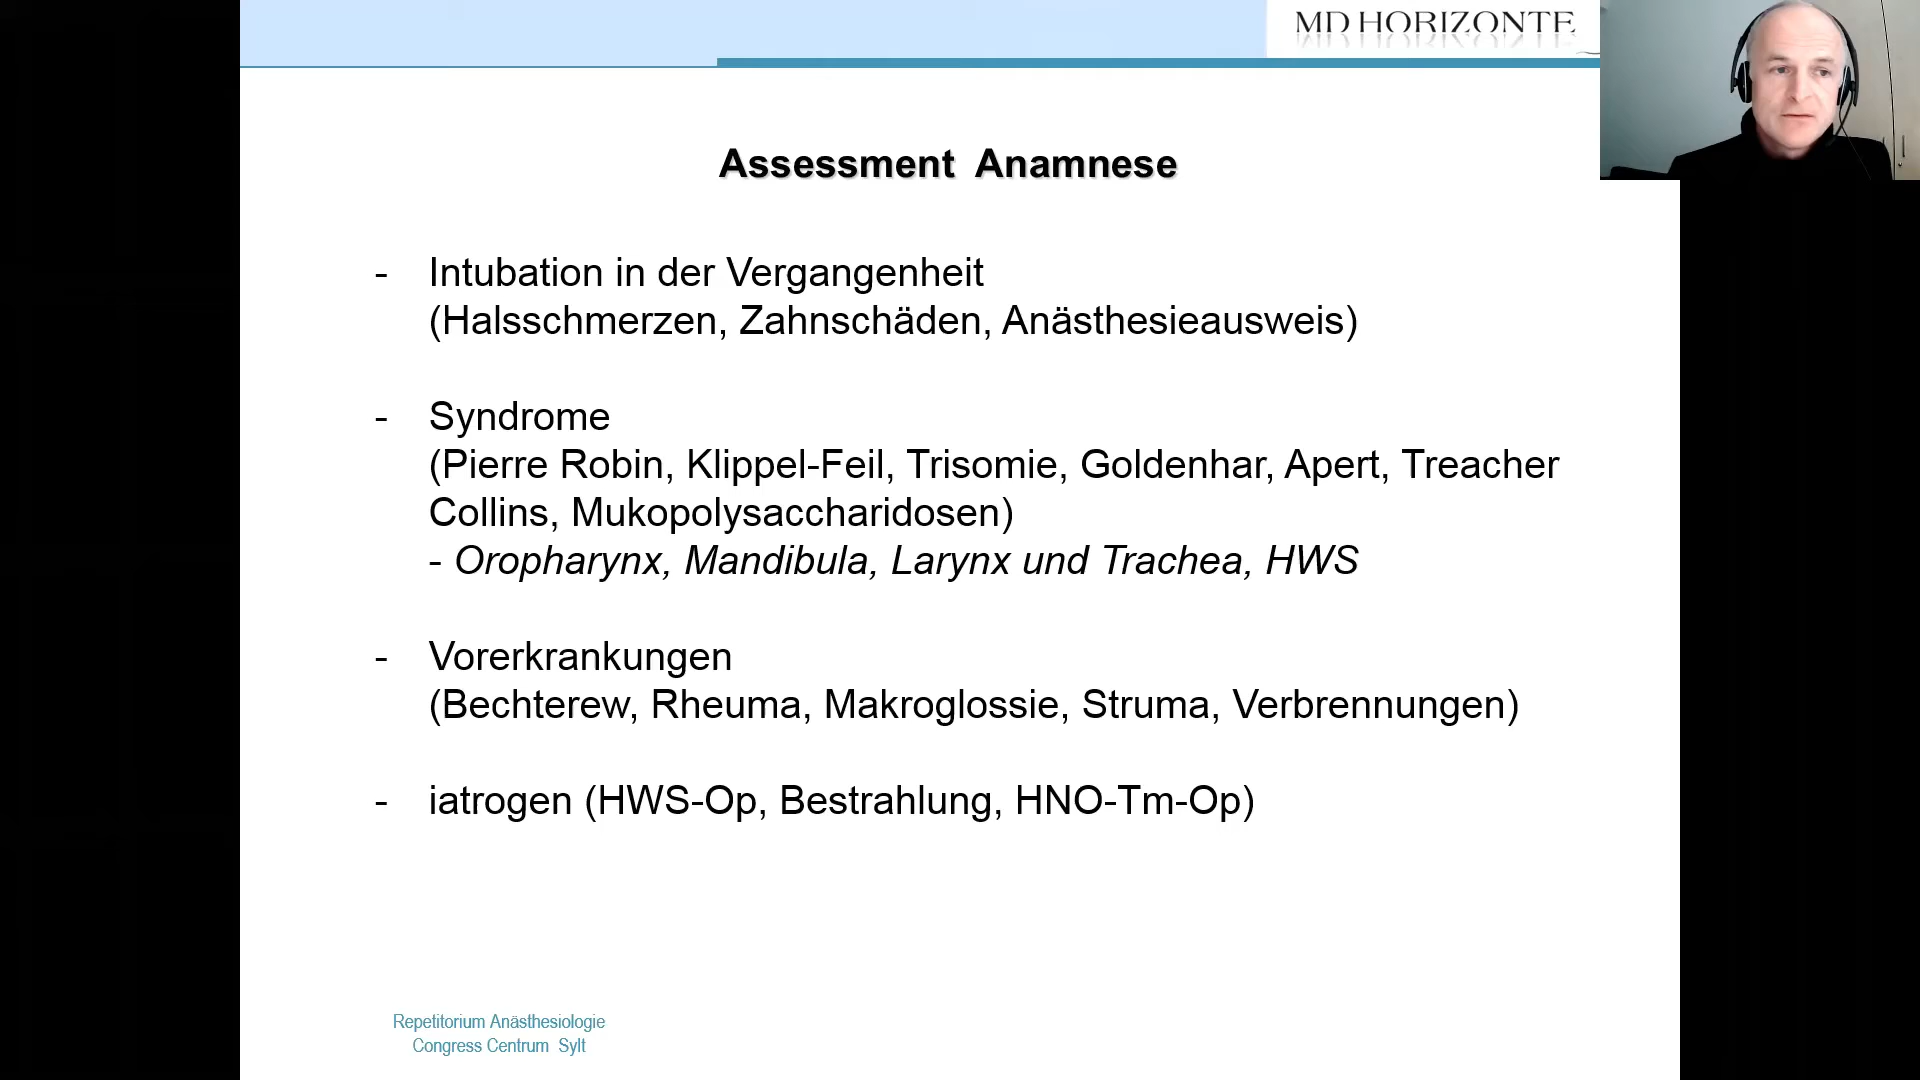 MD HORIZONTE
Assessment Anamnese
- Intubation in der Vergangenheit
(Halsschmerzen, Zahnschäden, Anästhesieausweis)
- Syndrome
(Pierre Robin, Klippel-Feil, Trisomie, Goldenhar, Apert, Treacher
Collins, Mukopolysaccharidosen)
- Oropharynx, Mandibula, Larynx und Trachea, HWS
- Vorerkrankungen
(Bechterew, Rheuma, Makroglossie, Struma, Verbrennungen)
- iatrogen (HWS-Op, Bestrahlung, HNO-Tm-Op)
Repetitorium Anästhesiologie
Congress Centrum Sylt